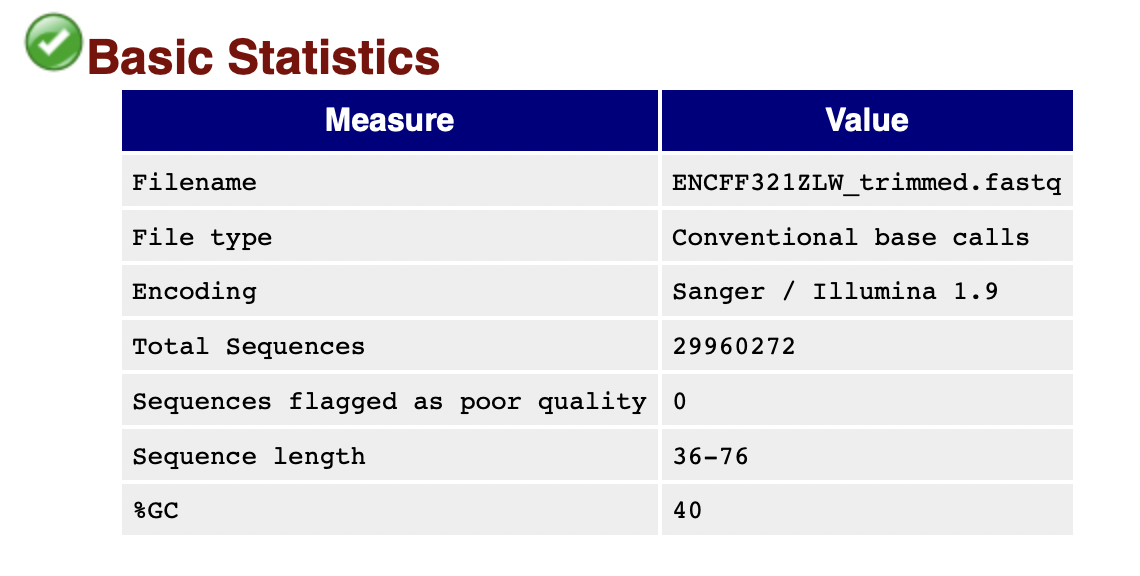 Basic Statistics
Measure Value
Filename ENCFF321ZLW_trimmed.fastq
File type Conventional base calls
Encoding Sanger / Illumina 1.9
Total Sequences 29960272
Sequences flagged as poor quality 0
Sequence length 36-76
%GC 40